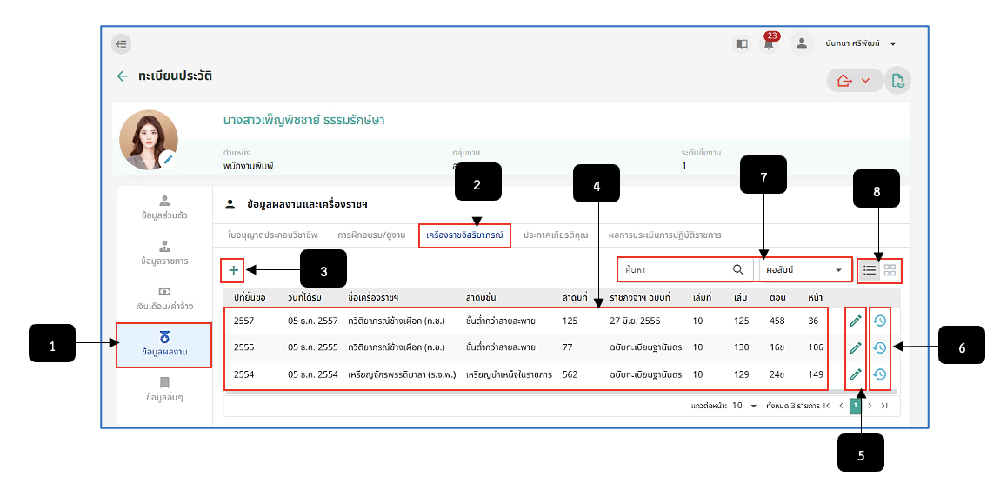 23
นันทนา ศรีพัฒน์
ทะเบียนประวัติ
นางสาวเพ็ญพิชชาย์ ธรรมรักษ์ษา
ตำแหน่ง กลุ่มงาน ระดับชั้นงาน
พนักงานพิมพ์ 1
2 4 7 8
ข้อมูลส่วนตัว
ข้อมูลราชการ
เงินเดือน/ค่าจ้าง
1
ข้อมูลผลงาน
ข้อมูลอื่นๆ
ข้อมูลผลงานและเครื่องราชฯ
ใบอนุญาตประกอบวิชาชีพ การฝึกอบรม/ดูงาน เครื่องราชอิสริยาภรณ์ ประกาศเกียรติคุณ ผลการประเมินการปฏิบัติราชการ
+ 3 ค้นหา คอลัมน์
ปีที่ยื่นขอ วันที่ได้รับ ชื่อเครื่องราชฯ ลำดับชั้น ลำดับที่ ราชกิจจาฯ ฉบับที่ เล่มที่ เล่ม ตอน หน้า
2557 05 ธ.ค. 2557 ทวีติยาภรณ์ช้างเผือก (ท.ช.) ชั้นต่ำกว่าสายสะพาย 125 27 มิ.ย. 2555 10 125 458 36
2555 05 ธ.ค. 2555 ทวีติยาภรณ์ช้างเผือก (ท.ช.) ชั้นต่ำกว่าสายสะพาย 77 ฉบับทะเบียนฐานันดร 10 130 16ข 106
2554 05 ธ.ค. 2554 เหรียญจักรพรรดิมาลา (ร.จ.พ.) เหรียญบำเหน็จในราชการ 562 ฉบับทะเบียนฐานันดร 10 129 24ข 149
6
แถวต่อหน้า: 10 ทั้งหมด 3 รายการ |< < 1 > >|
5